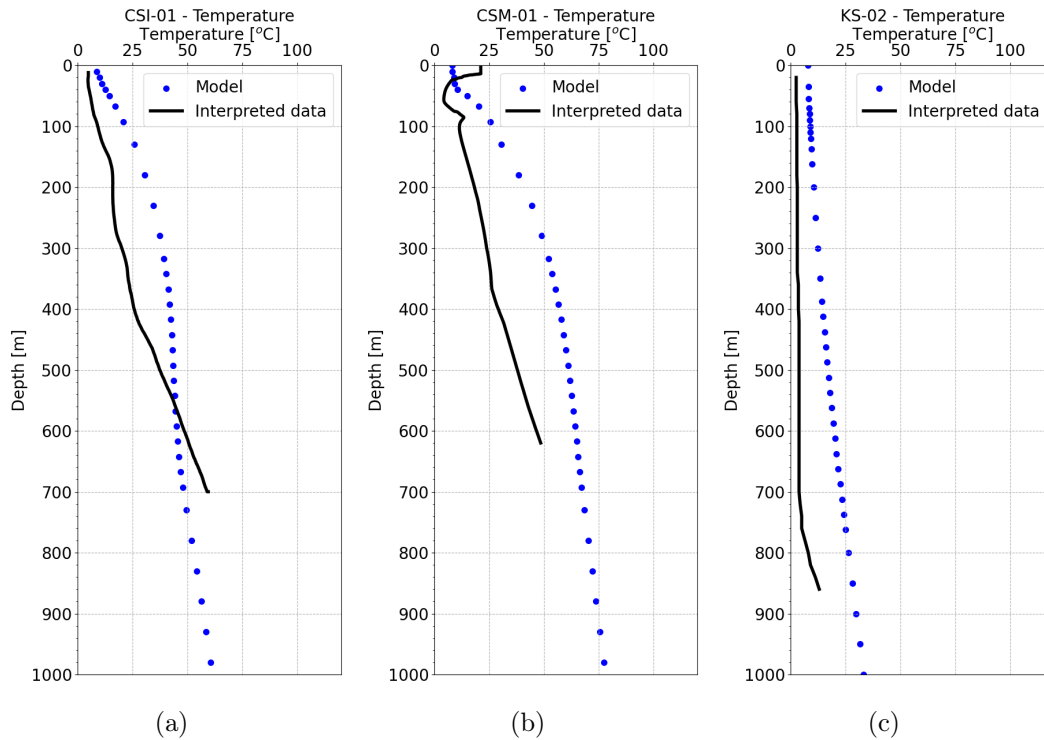 CSI-01 - Temperature
Temperature [°C]
0 25 50 75 100
0
100
200
300
400
500
600
700
800
900
1000
Depth [m]
Model
Interpreted data
(a)
CSM-01 - Temperature
Temperature [°C]
0 25 50 75 100
0
100
200
300
400
500
600
700
800
900
1000
Depth [m]
Model
Interpreted data
(b)
KS-02 - Temperature
Temperature [°C]
0 25 50 75 100
0
100
200
300
400
500
600
700
800
900
1000
Depth [m]
Model
Interpreted data
(c)